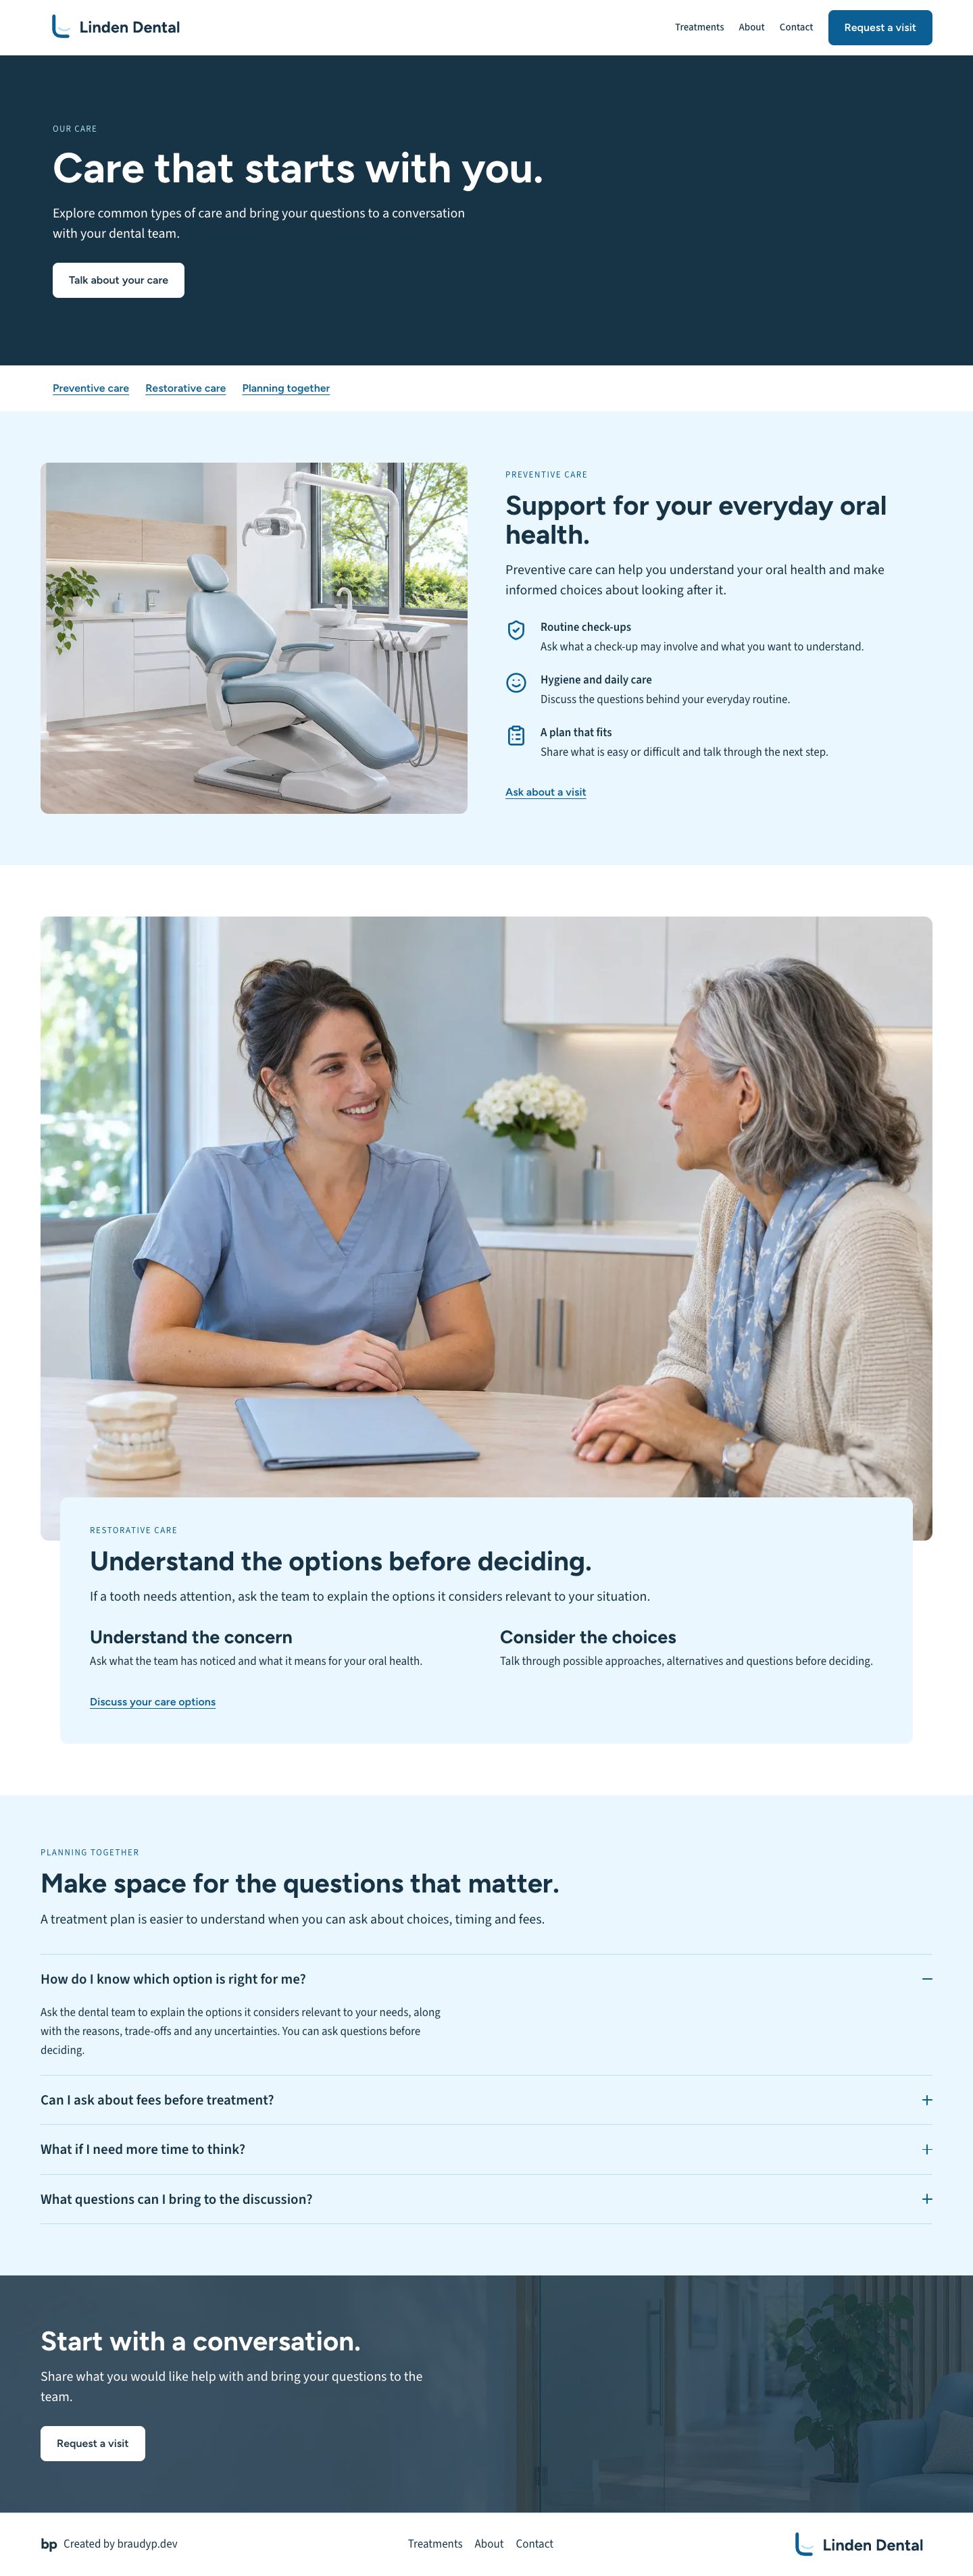 Linden Dental
Treatments About Contact Request a visit
OUR CARE
Care that starts with you.
Explore common types of care and bring your questions to a conversation
with your dental team.
Talk about your care
Preventive care Restorative care Planning together
PREVENTIVE CARE
Support for your everyday oral
health.
Preventive care can help you understand your oral health and make
informed choices about looking after it.
Routine check-ups
Ask what a check-up may involve and what you want to understand.
Hygiene and daily care
Discuss the questions behind your everyday routine.
A plan that fits
Share what is easy or difficult and talk through the next step.
Ask about a visit
RESTORATIVE CARE
Understand the options before deciding.
If a tooth needs attention, ask the team to explain the options it considers relevant to your situation.
Understand the concern
Ask what the team has noticed and what it means for your oral health.
Consider the choices
Talk through possible approaches, alternatives and questions before deciding.
Discuss your care options
PLANNING TOGETHER
Make space for the questions that matter.
A treatment plan is easier to understand when you can ask about choices, timing and fees.
How do I know which option is right for me?
Ask the dental team to explain the options it considers relevant to your needs, along
with the reasons, trade-offs and any uncertainties. You can ask questions before
deciding.
Can I ask about fees before treatment?
What if I need more time to think?
What questions can I bring to the discussion?
Start with a conversation.
Share what you would like help with and bring your questions to the
team.
Request a visit
bp Created by braudyp.dev
Treatments About Contact
Linden Dental